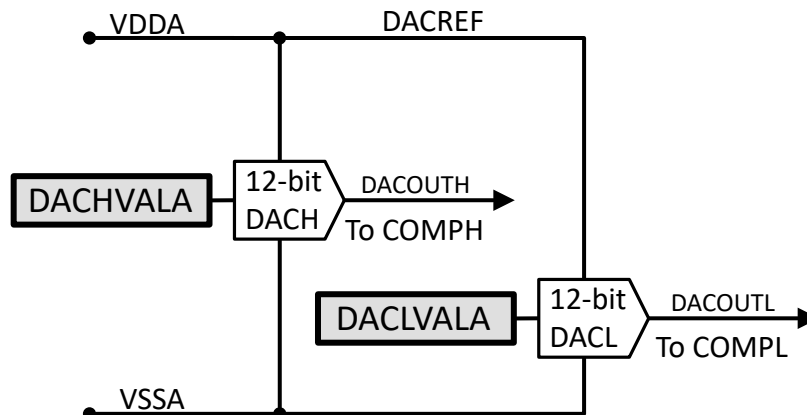 VDDA
DACREF
DACHVALA
12-bit
DACH
DACOUTH
To COMPH
DACLVALA
12-bit
DACL
DACOUTL
To COMPL
VSSA